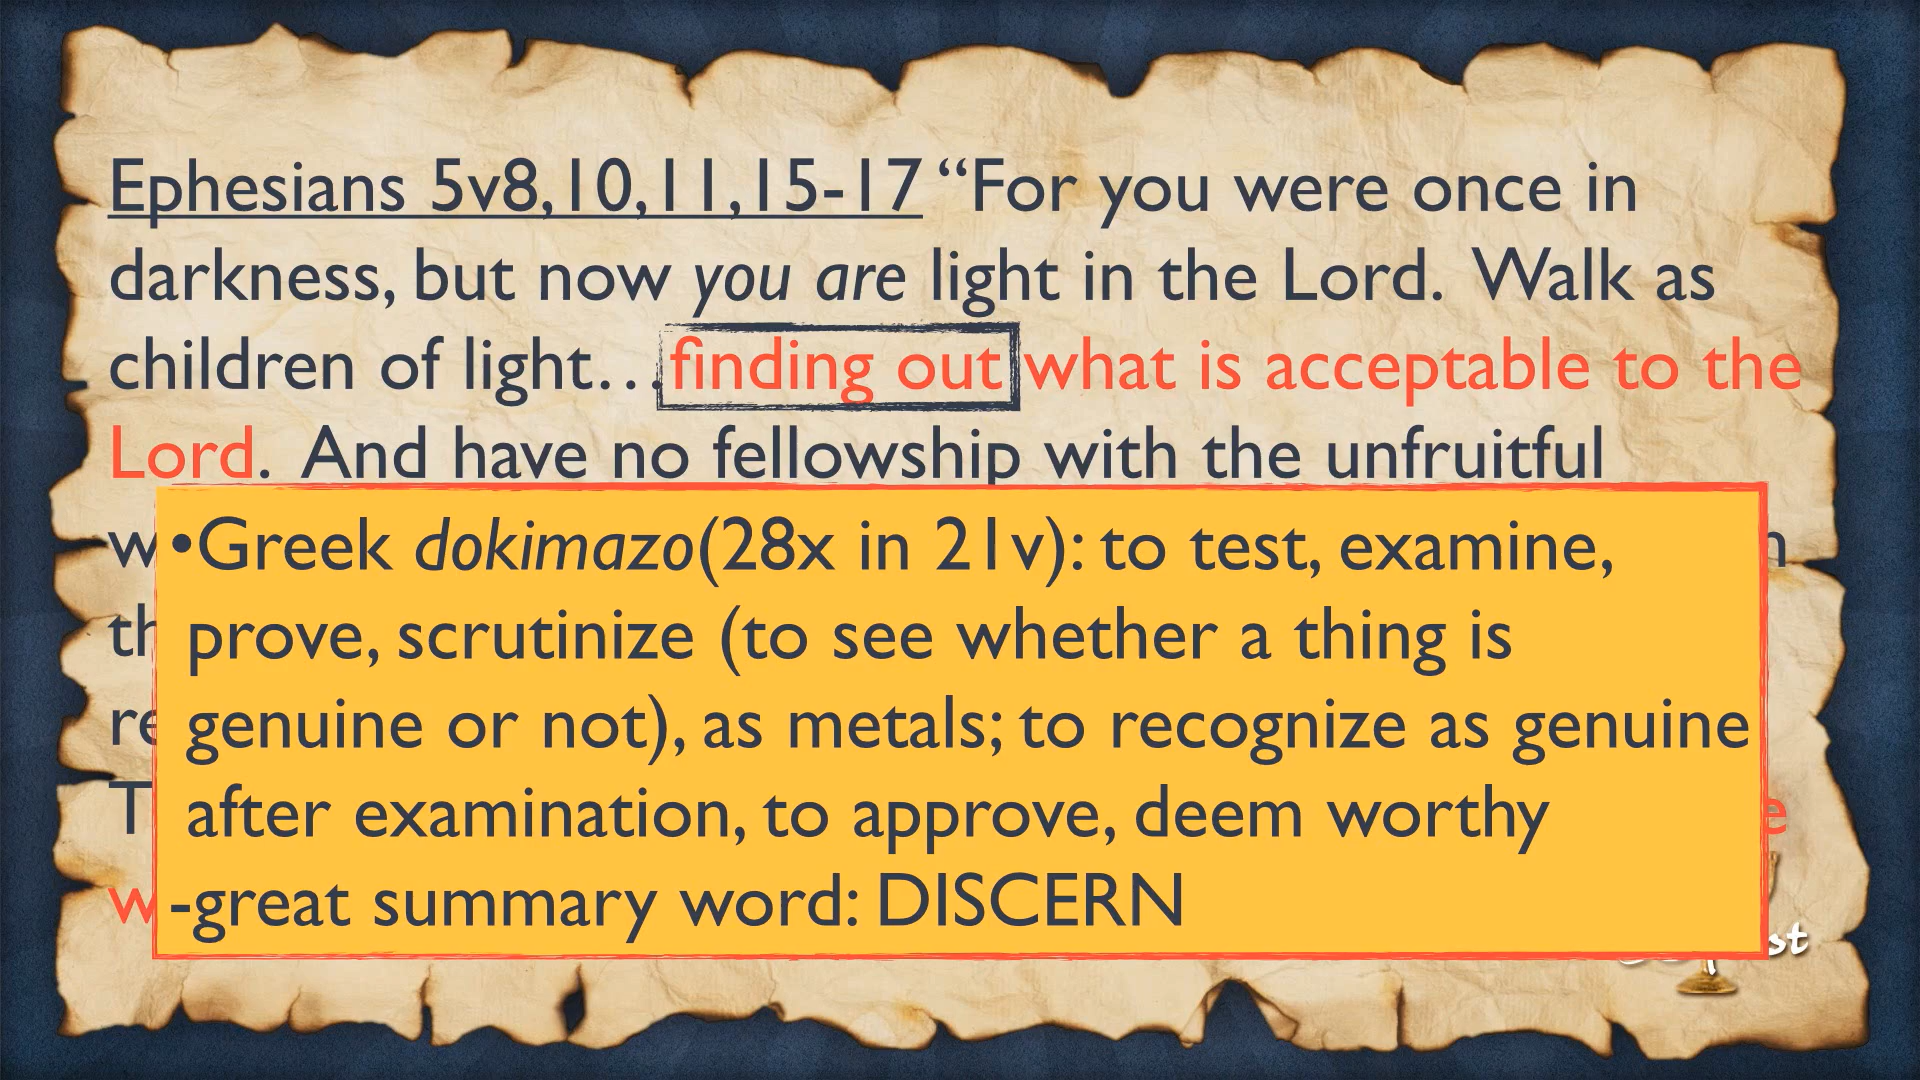 Ephesians 5v8,10,11,15-17 “For you were once in
darkness, but now you are light in the Lord.  Walk as
children of light…finding out what is acceptable to the
Lord.  And have no fellowship with the unfruitful
•Greek dokimazo(28x in 21v): to test, examine,
prove, scrutinize (to see whether a thing is
genuine or not), as metals; to recognize as genuine
after examination, to approve, deem worthy
-great summary word: DISCERN